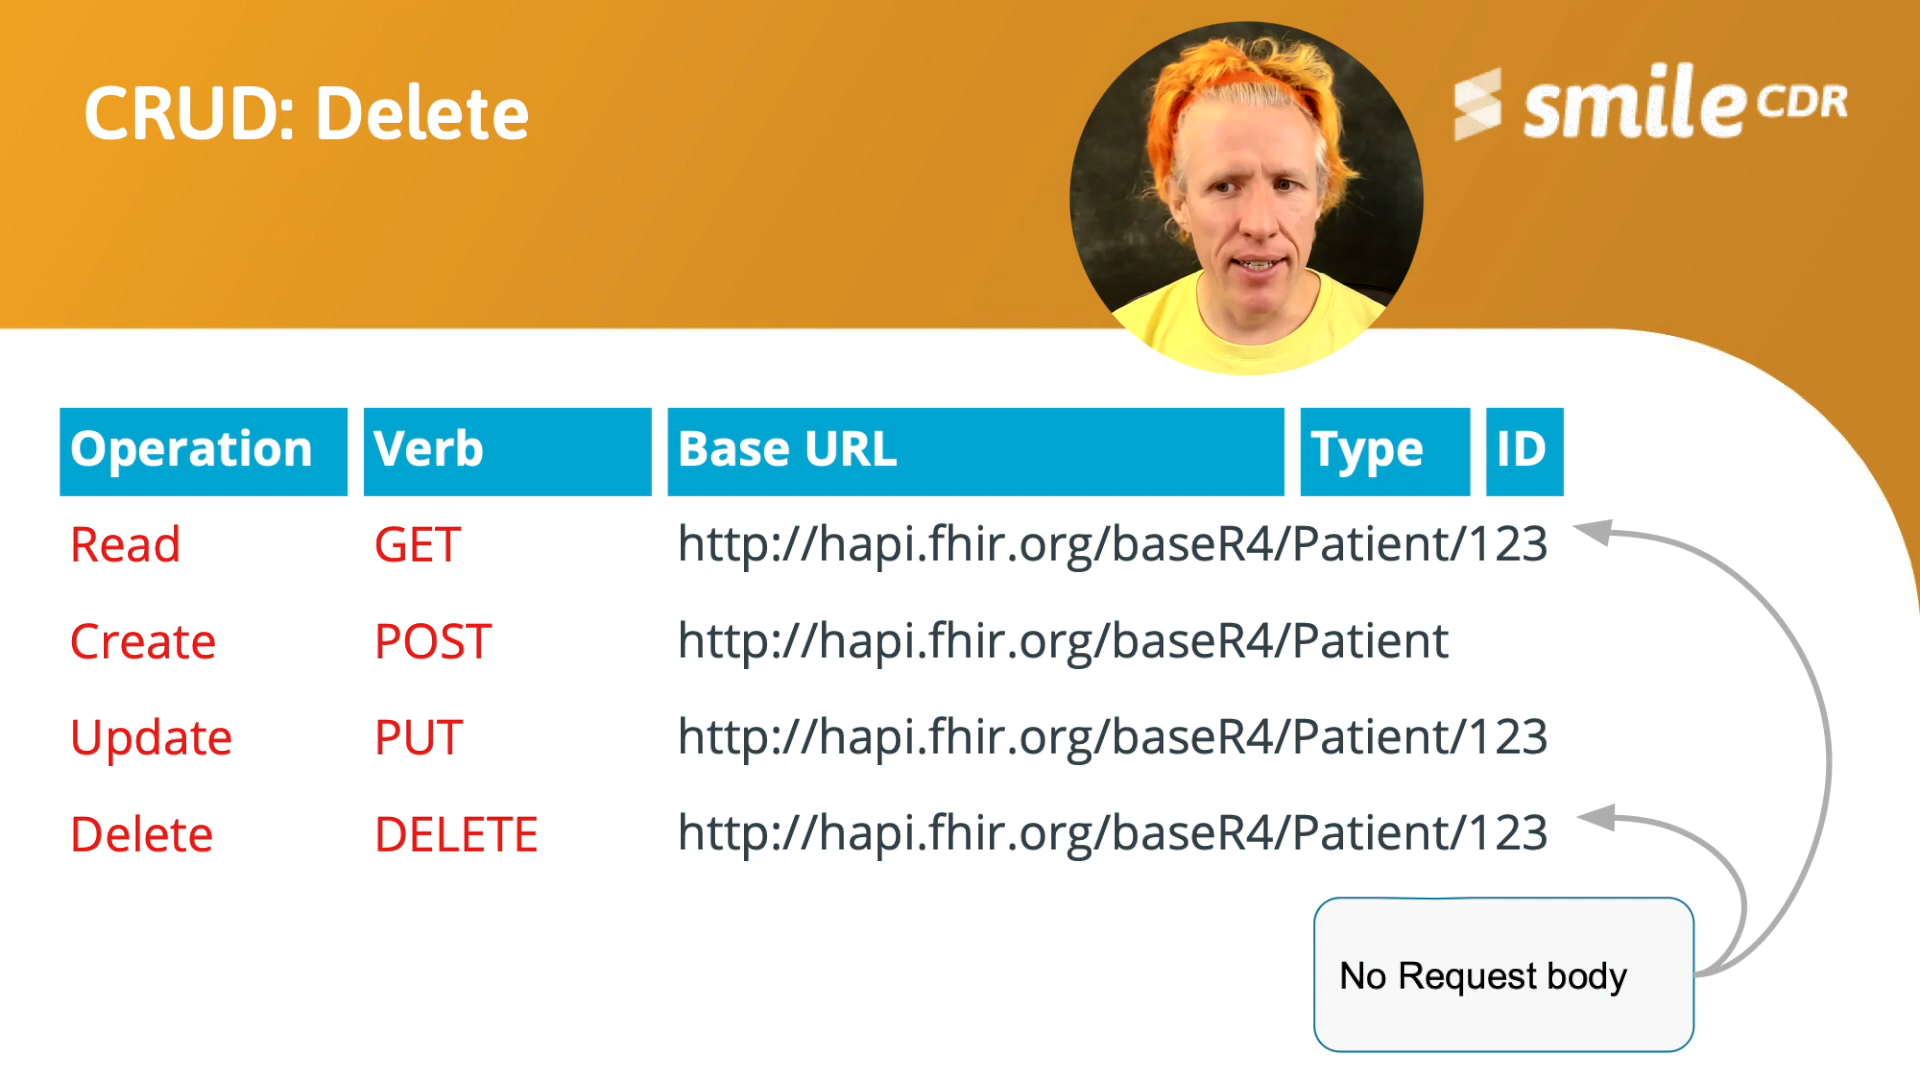 CRUD: Delete
smile CDR
Operation Verb Base URL Type ID
Read GET http://hapi.fhir.org/baseR4/Patient/123
Create POST http://hapi.fhir.org/baseR4/Patient
Update PUT http://hapi.fhir.org/baseR4/Patient/123
Delete DELETE http://hapi.fhir.org/baseR4/Patient/123
No Request body